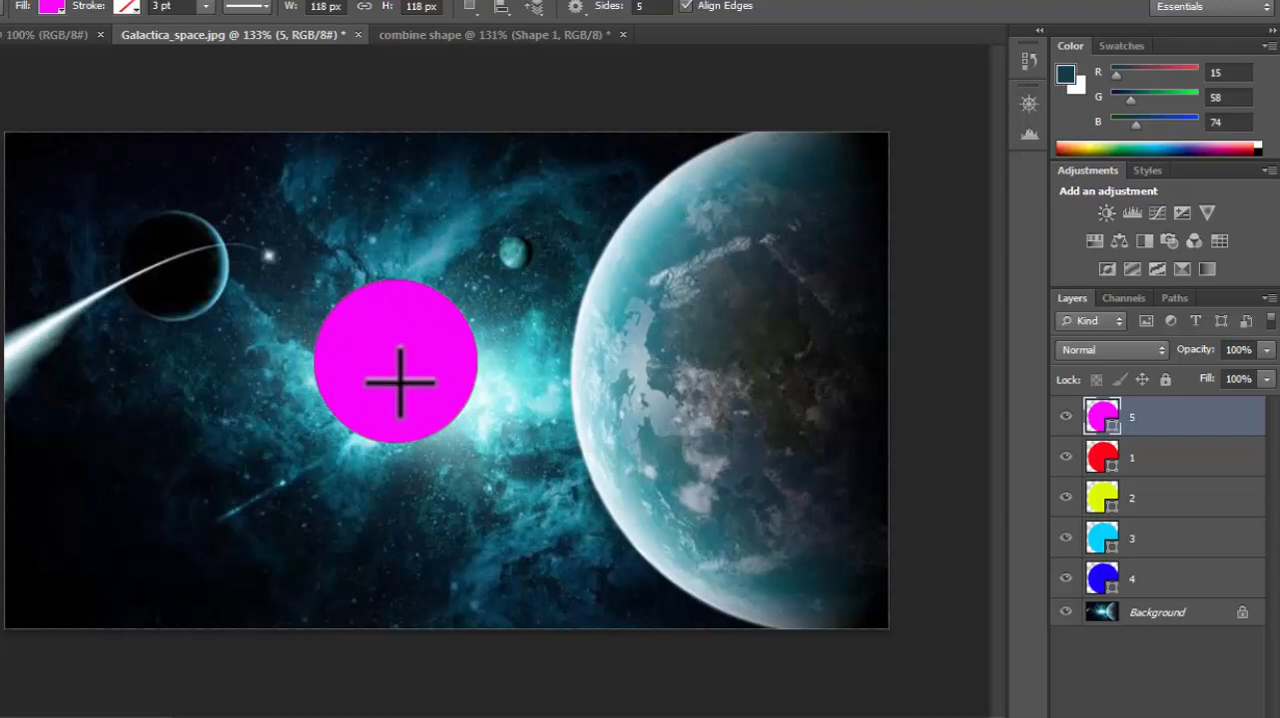 Fill: Stroke: 3 pt W: 118 px H: 118 px Sides: 5 Align Edges Essentials
100% (RGB/8#) × Galactica_space.jpg @ 133% (5, RGB/8#) * × combine shape @ 131% (Shape 1, RGB/8) * ×
Color Swatches
R 15
G 58
B 74
Adjustments Styles
Add an adjustment
Layers Channels Paths
Kind T
Normal Opacity: 100%
Lock: Fill: 100%
5
1
2
3
4
Background